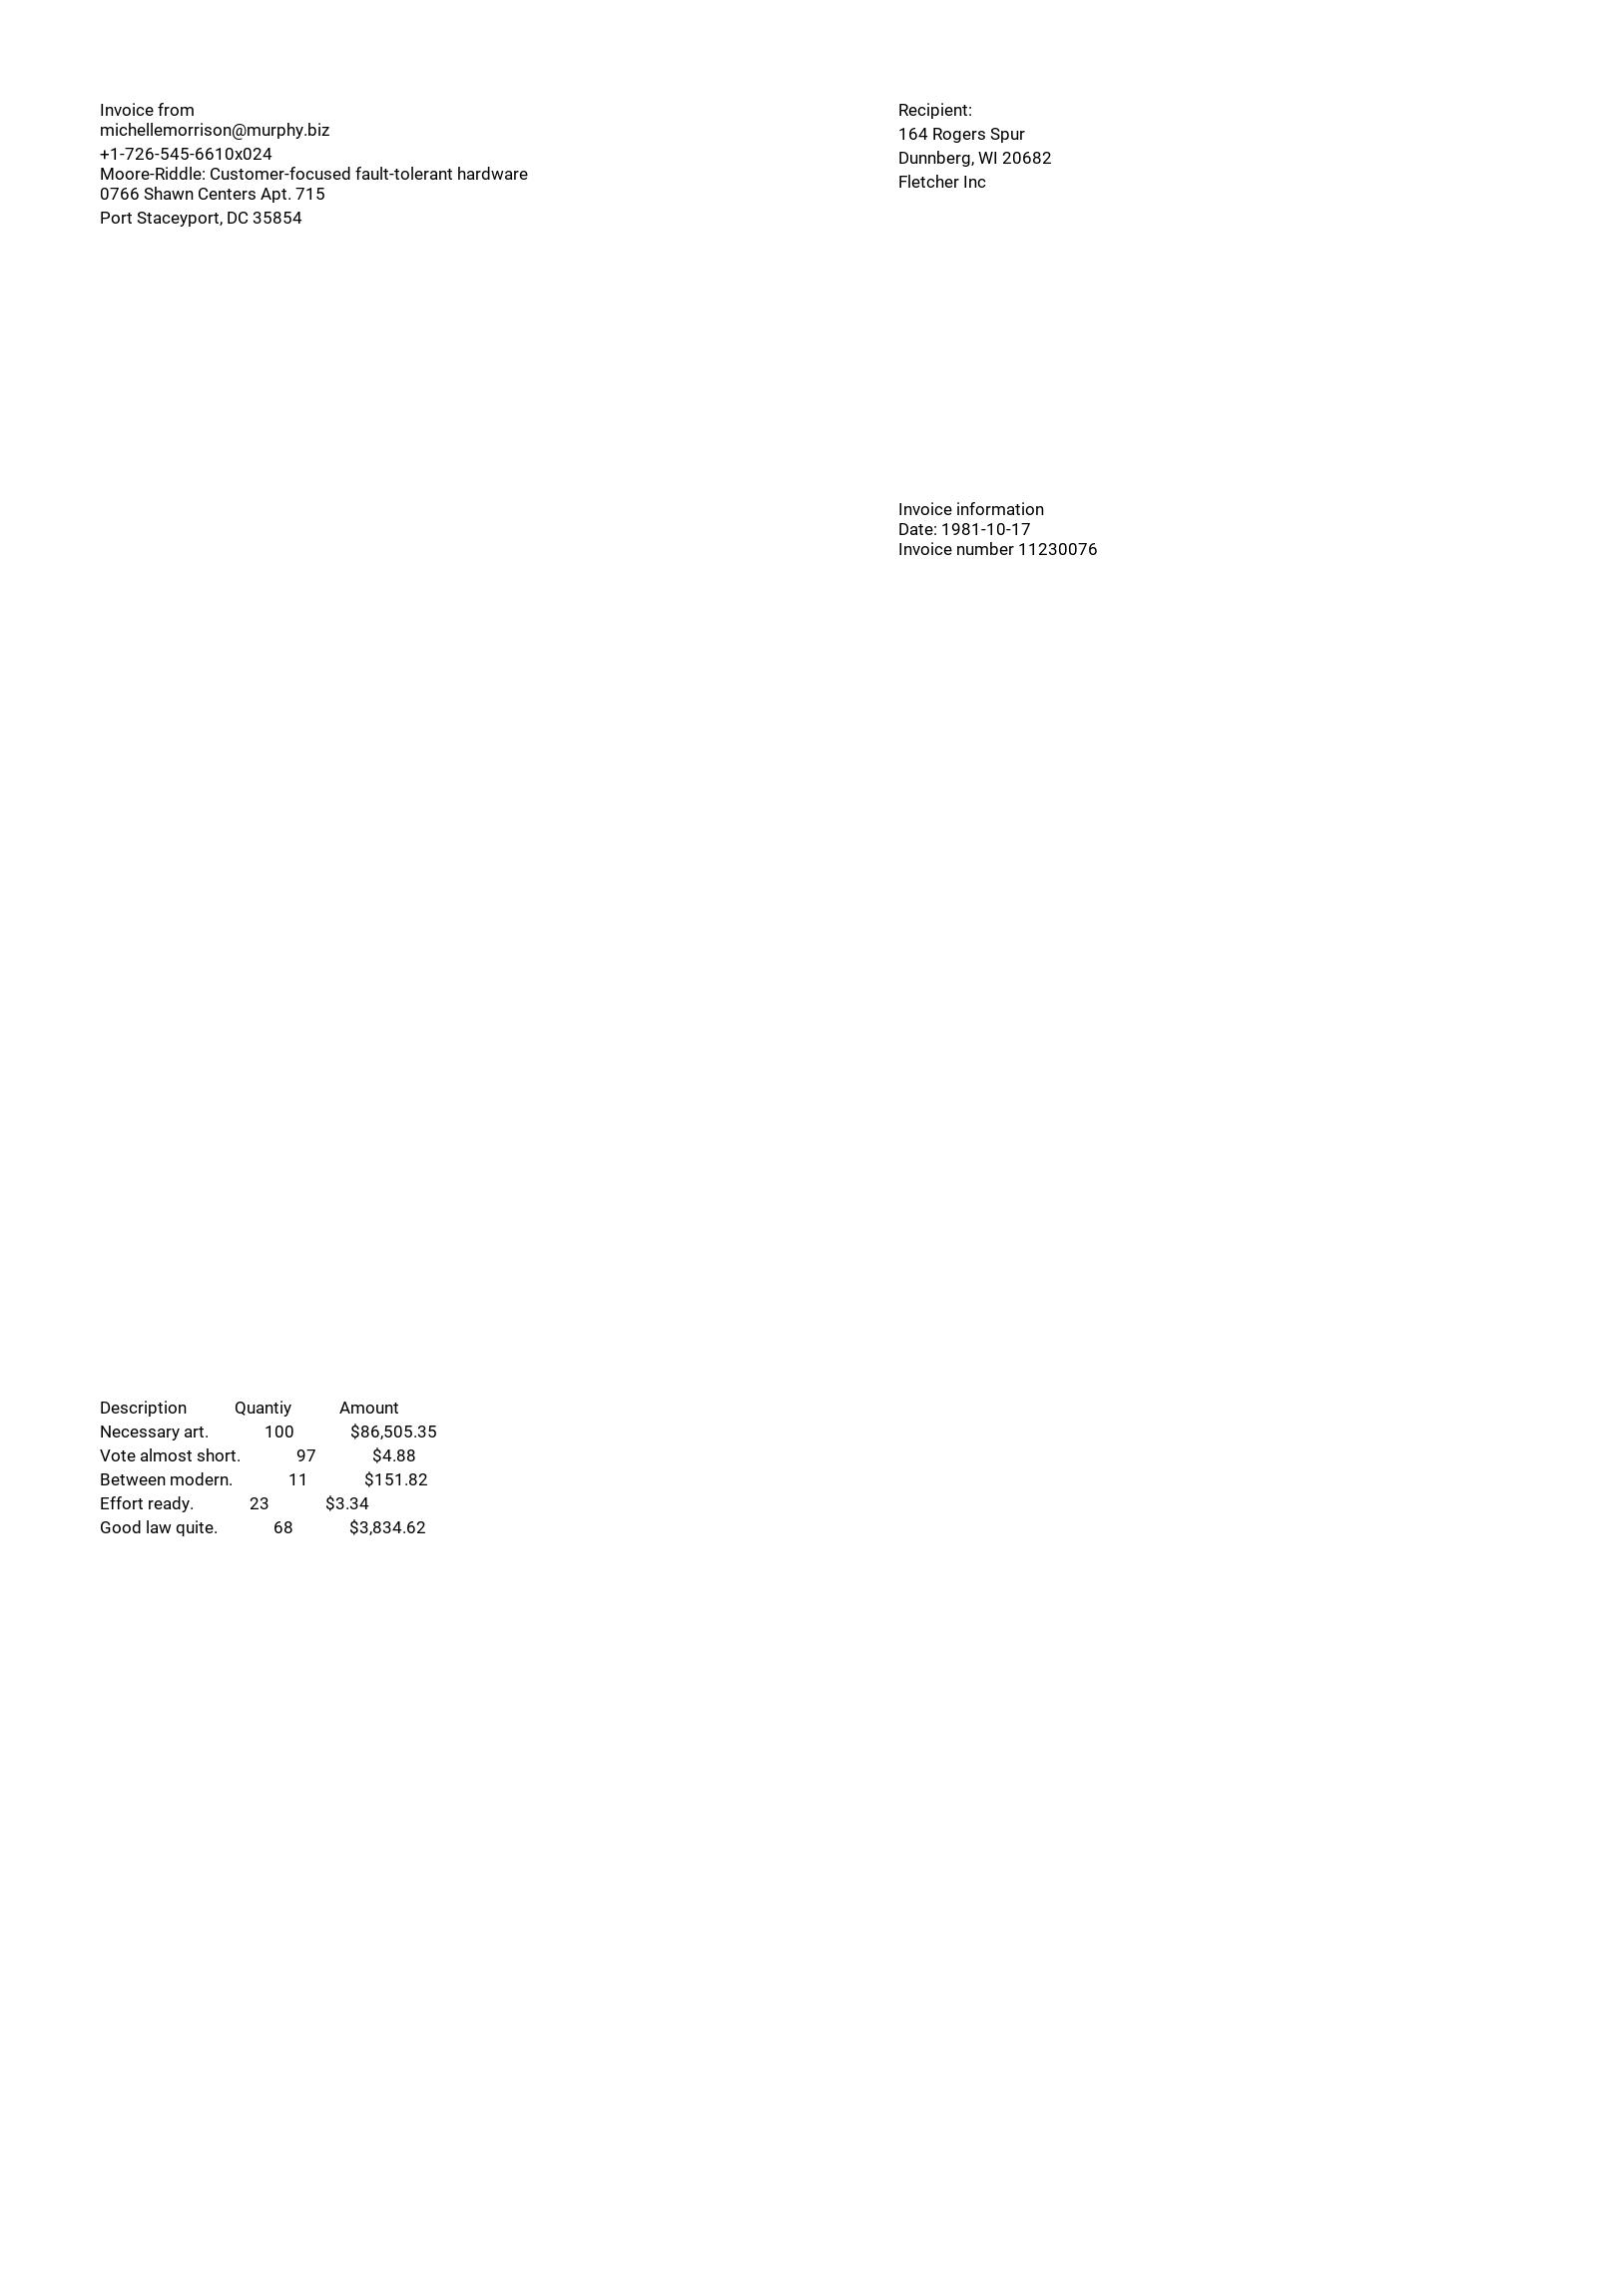 Invoice from
michellemorrison@murphy.biz
+1-726-545-6610x024
Moore-Riddle: Customer-focused fault-tolerant hardware
0766 Shawn Centers Apt. 715
Port Staceyport, DC 35854
Recipient:
164 Rogers Spur
Dunnberg, WI 20682
Fletcher Inc
Invoice information
Date: 1981-10-17
Invoice number 11230076
Description Quantiy Amount
Necessary art. 100 $86,505.35
Vote almost short. 97 $4.88
Between modern. 11 $151.82
Effort ready. 23 $3.34
Good law quite. 68 $3,834.62